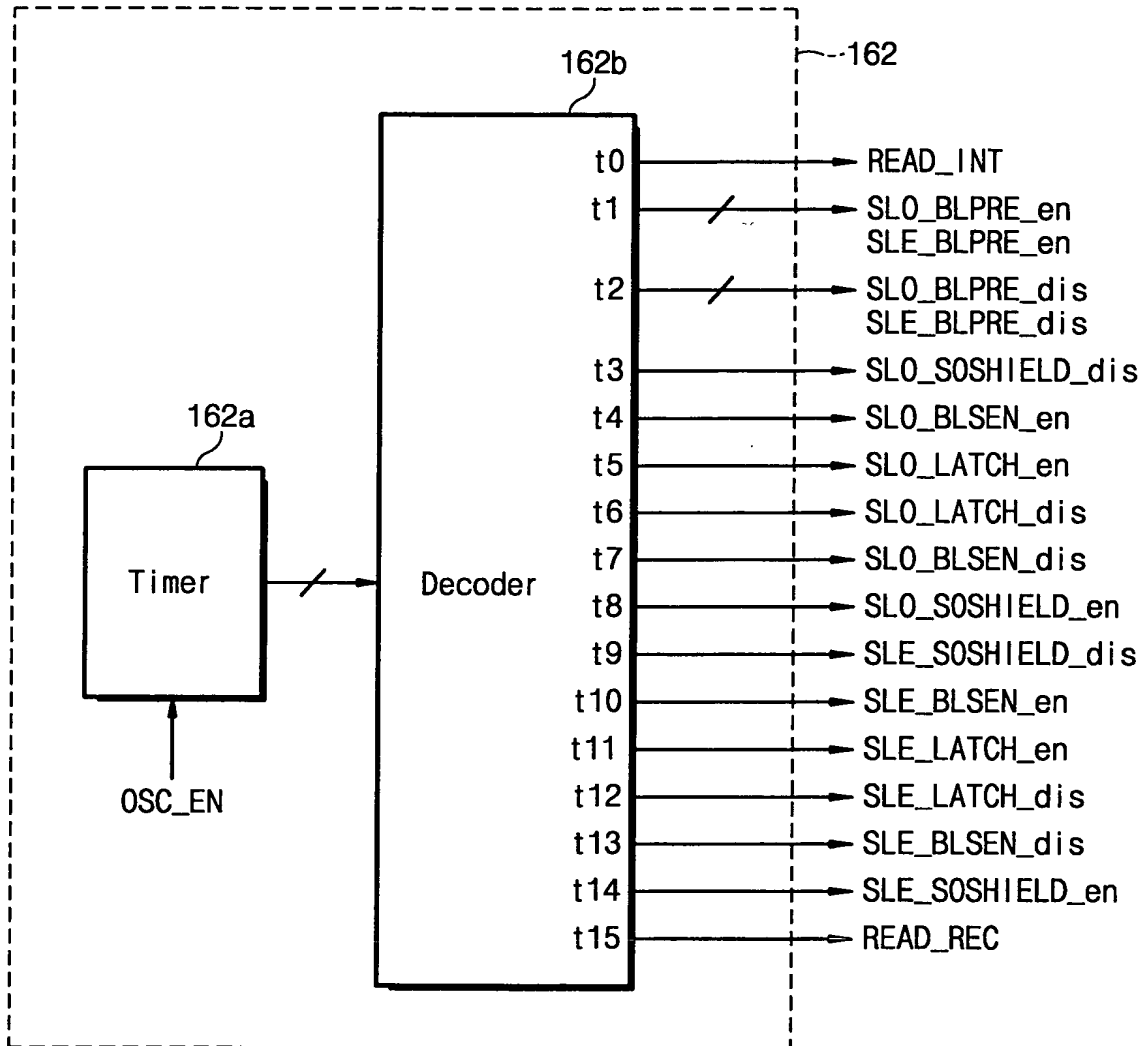 162
162b
t0 READ_INT
t1 SLO_BLPRE_en
SLE_BLPRE_en
t2 SLO_BLPRE_dis
SLE_BLPRE_dis
t3 SLO_SOSHIELD_dis
162a
t4 SLO_BLSEN_en
t5 SLO_LATCH_en
t6 SLO_LATCH_dis
t7 SLO_BLSEN_dis
Timer
Decoder
t8 SLO_SOSHIELD_en
t9 SLE_SOSHIELD_dis
t10 SLE_BLSEN_en
t11 SLE_LATCH_en
OSC_EN
t12 SLE_LATCH_dis
t13 SLE_BLSEN_dis
t14 SLE_SOSHIELD_en
t15 READ_REC